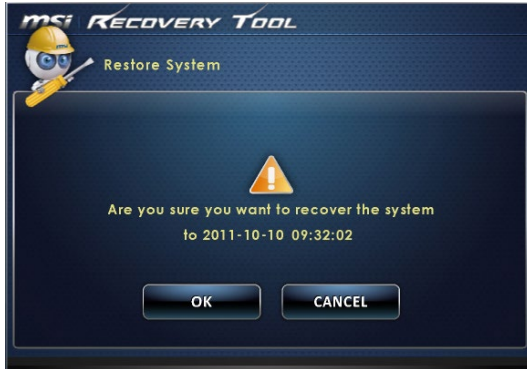 msi RECOVERY TOOL
Restore System
Are you sure you want to recover the system
to 2011-10-10 09:32:02
OK
CANCEL